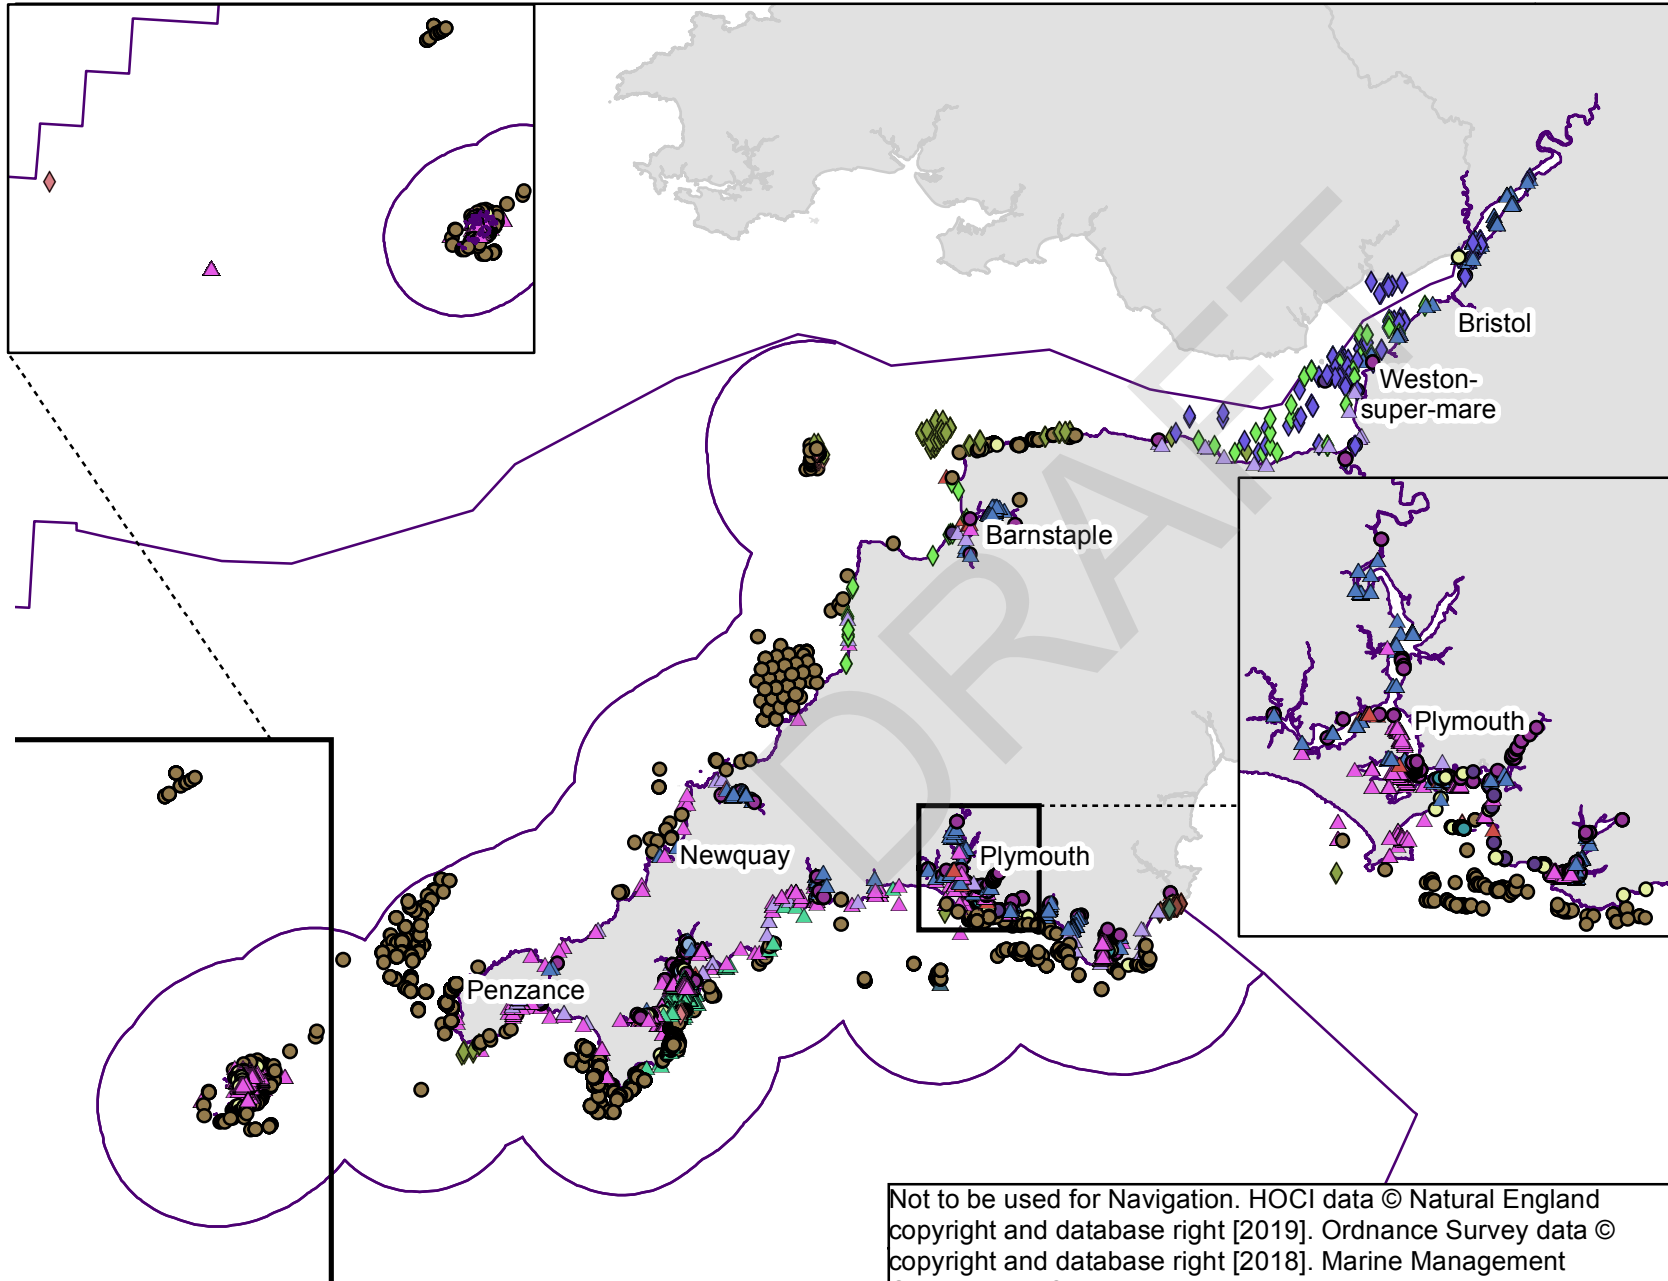 DRAFT
Bristol
Weston-
super-mare
Barnstaple
Plymouth
Newquay
Plymouth
Penzance
Not to be used for Navigation. HOCI data © Natural England
copyright and database right [2019]. Ordnance Survey data ©
copyright and database right [2018]. Marine Management